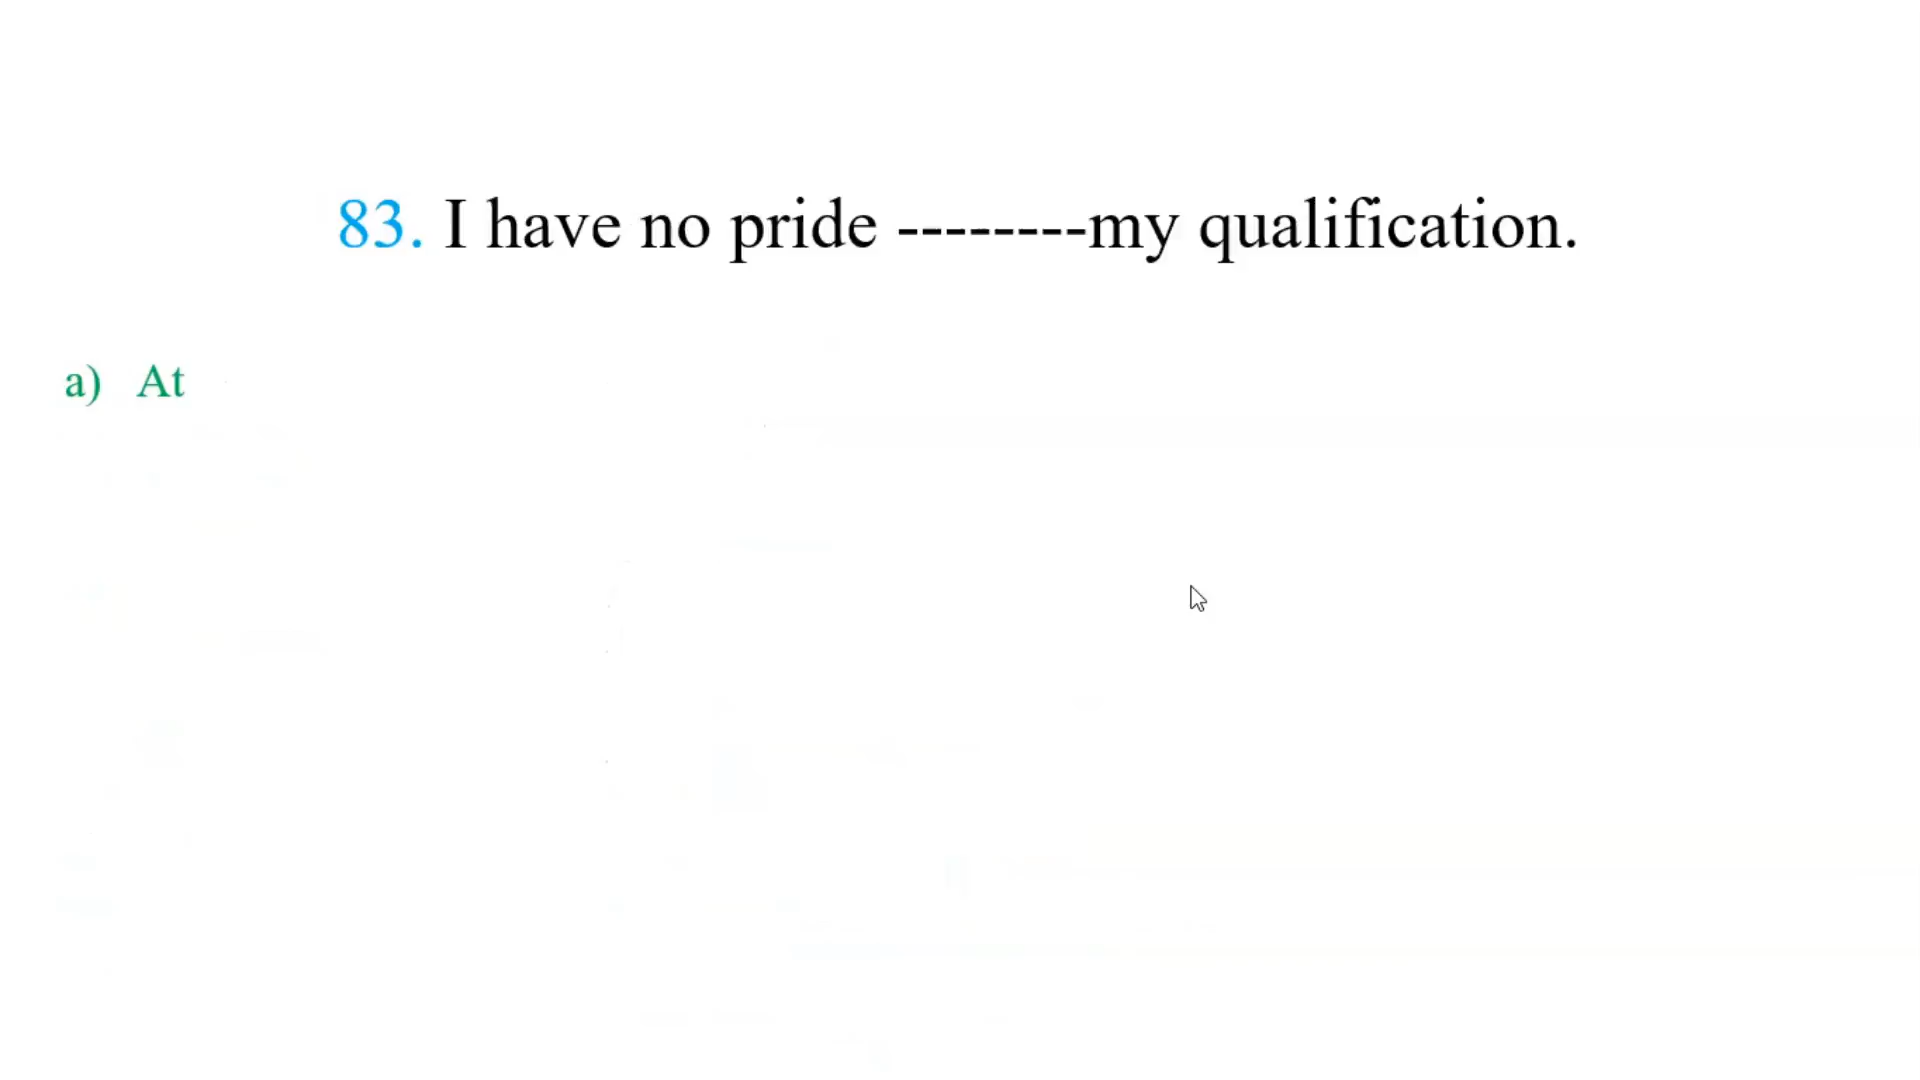 83. I have no pride --------my qualification.
a) At